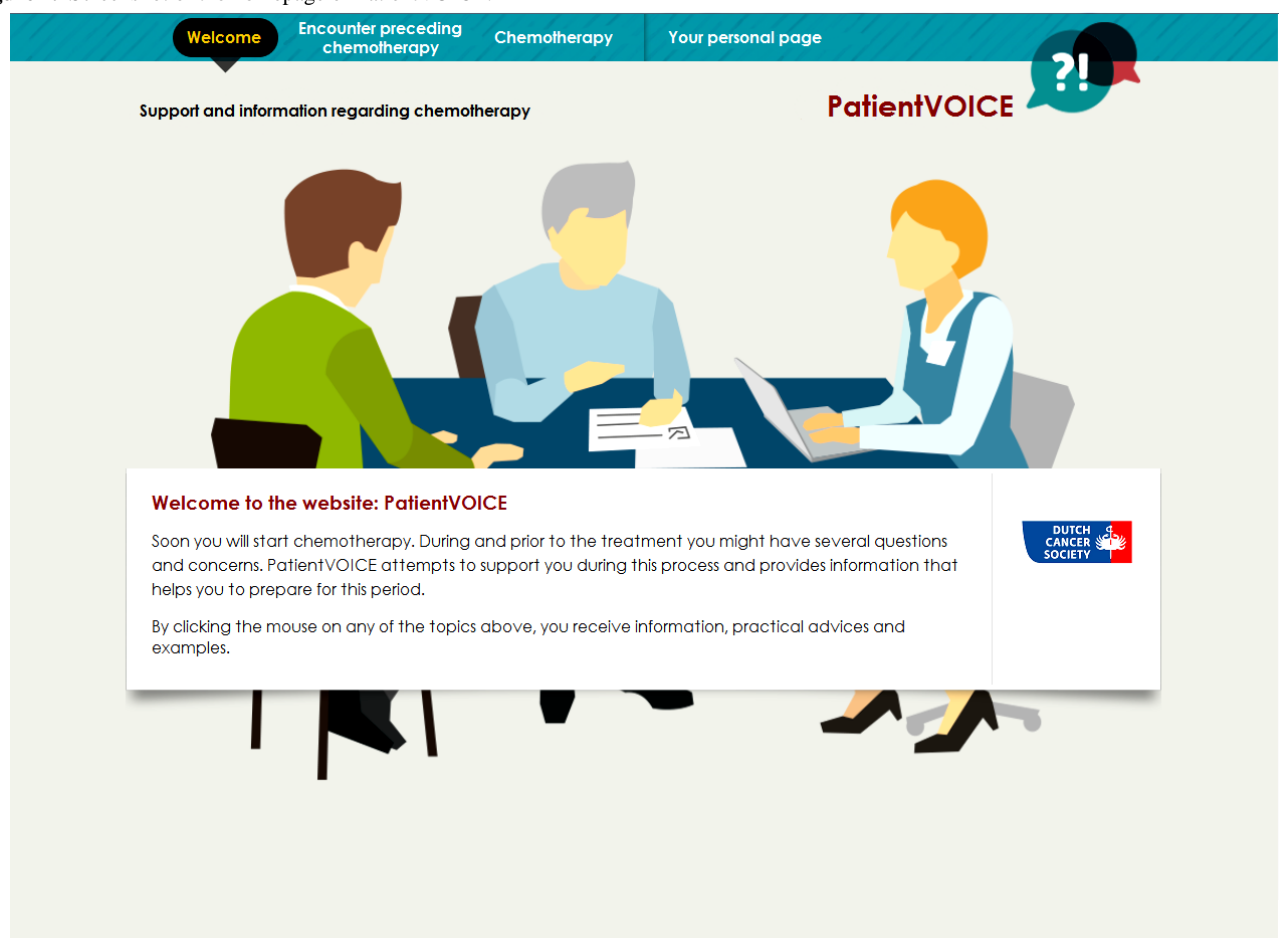 Welcome
Encounter preceding
chemotherapy
Chemotherapy
Your personal page
?!
Support and information regarding chemotherapy
PatientVOICE
Welcome to the website: PatientVOICE
Soon you will start chemotherapy. During and prior to the treatment you might have several questions
and concerns. PatientVOICE attempts to support you during this process and provides information that
helps you to prepare for this period.
By clicking the mouse on any of the topics above, you receive information, practical advices and
examples.
DUTCH
CANCER
SOCIETY